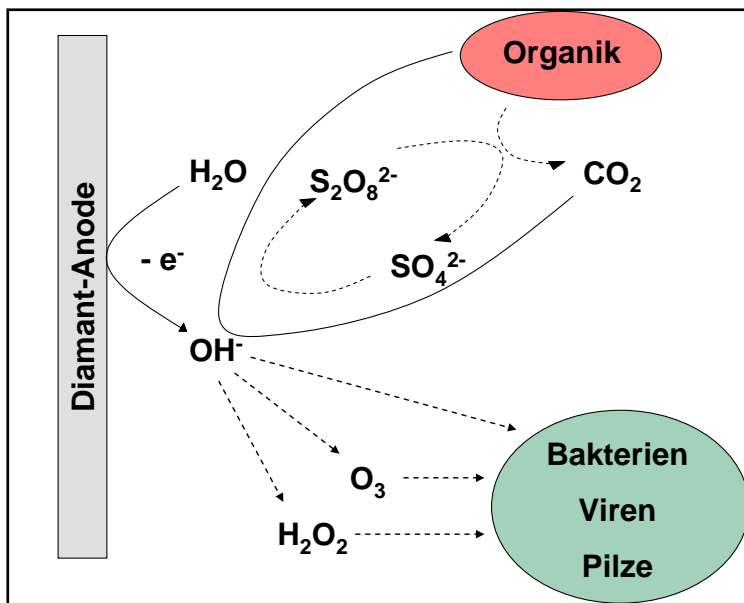 Organik
H₂O
S₂O₈²⁻
CO₂
- e⁻
SO₄²⁻
Diamant-Anode
OH⁻
O₃
H₂O₂
Bakterien
Viren
Pilze